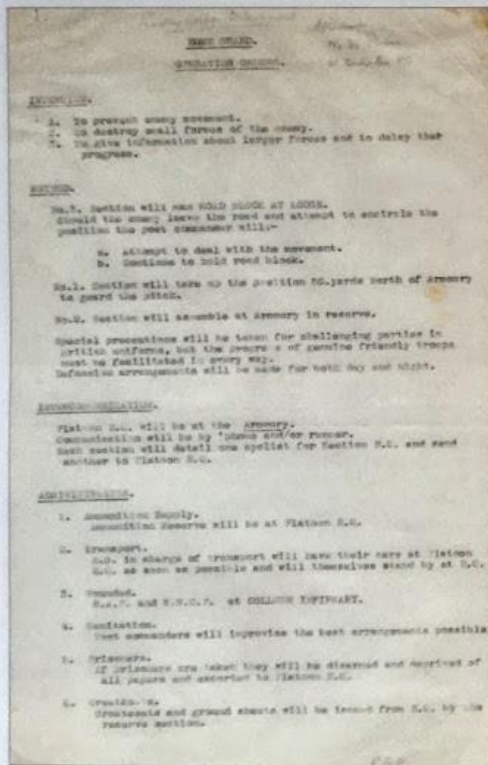 HOME GUARD.
OPERATION ORDERS.
INTENTION.
1. To prevent enemy movement.
2. To destroy small forces of the enemy.
3. To give information about larger forces and to delay their
progress.
METHOD.
No.3. Section will man ROAD BLOCK AT
Should the enemy leave the road and attempt to encircle the
position the post commander will:-
a. Attempt to deal with the movement.
b. Continue to hold road block.
No.1. Section will take up the position 50.yards North of Armoury
to guard the pitch.
No.2. Section will assemble at Armoury in reserve.
Special precautions will be taken for challenging parties in
British uniforms, but the progress of genuine friendly troops
must be facilitated in every way.
Defensive arrangements will be made for both day and night.
INTERCOMMUNICATION.
Platoon H.Q. will be at the Armoury.
Communication will be by 'phone and/or runner.
Each section will detail one cyclist for Section H.Q. and send
another to Platoon H.Q.
ADMINISTRATION.
1. Ammunition Supply.
Ammunition Reserve will be at Platoon H.Q.
2. Transport.
in charge of transport will have their cars at Platoon
H.Q. as soon as possible and will themselves stand by at H.Q.
3. Wounded.
R.A.P. and at COLLEGE INFIRMARY.
4. Sanitation.
Post commanders will improvise the best arrangements possible
5. Prisoners.
If prisoners are taken they will be disarmed and deprived of
all papers and escorted to Platoon H.Q.
6. Greatcoats.
Greatcoats and ground sheets will be issued from H.Q. by the
reserve section.